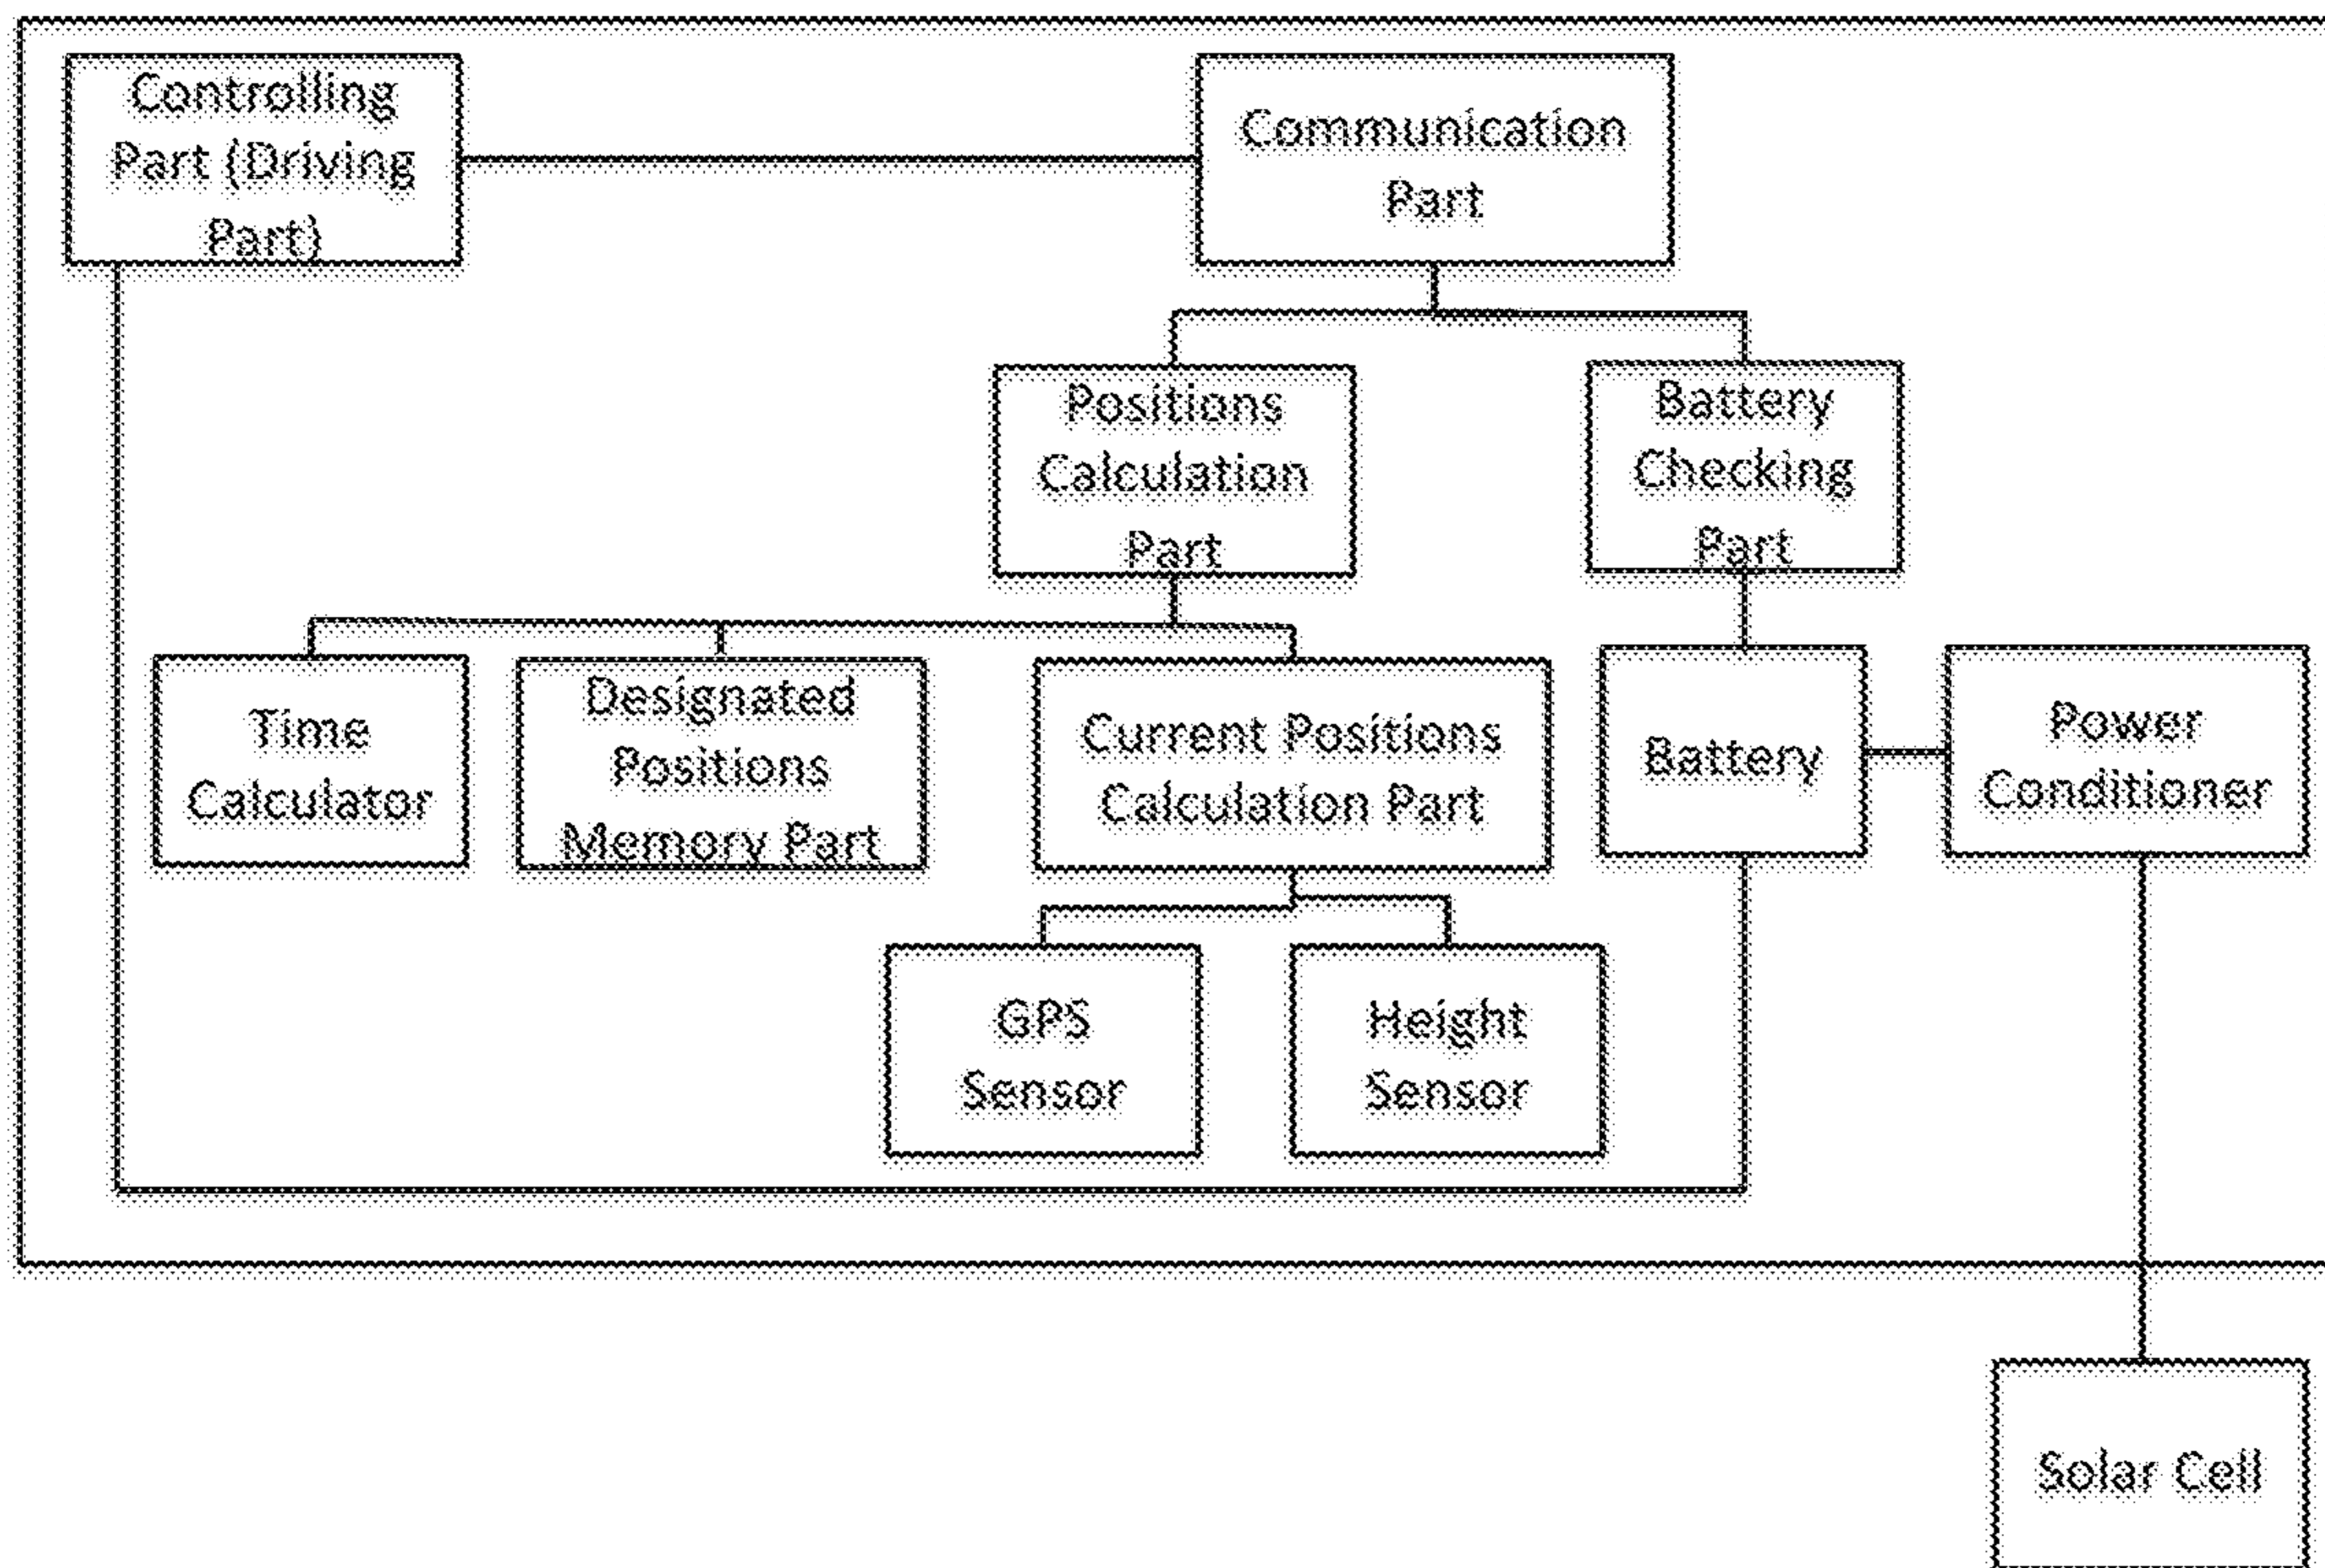 Controlling
Part (Driving
Part)
Communication
Part
Positions
Calculation
Part
Battery
Checking
Part
Time
Calculator
Designated
Positions
Memory Part
Current Positions
Calculation Part
Battery
Power
Conditioner
GPS
Sensor
Height
Sensor
Solar Cell